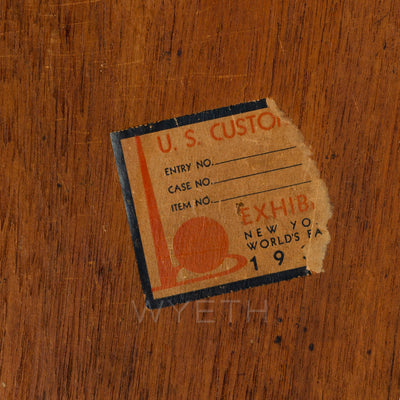 U. S. CUSTO
ENTRY NO.
CASE NO.
ITEM NO.
EXHIB
NEW YO
WORLD'S FA
19
WYETH